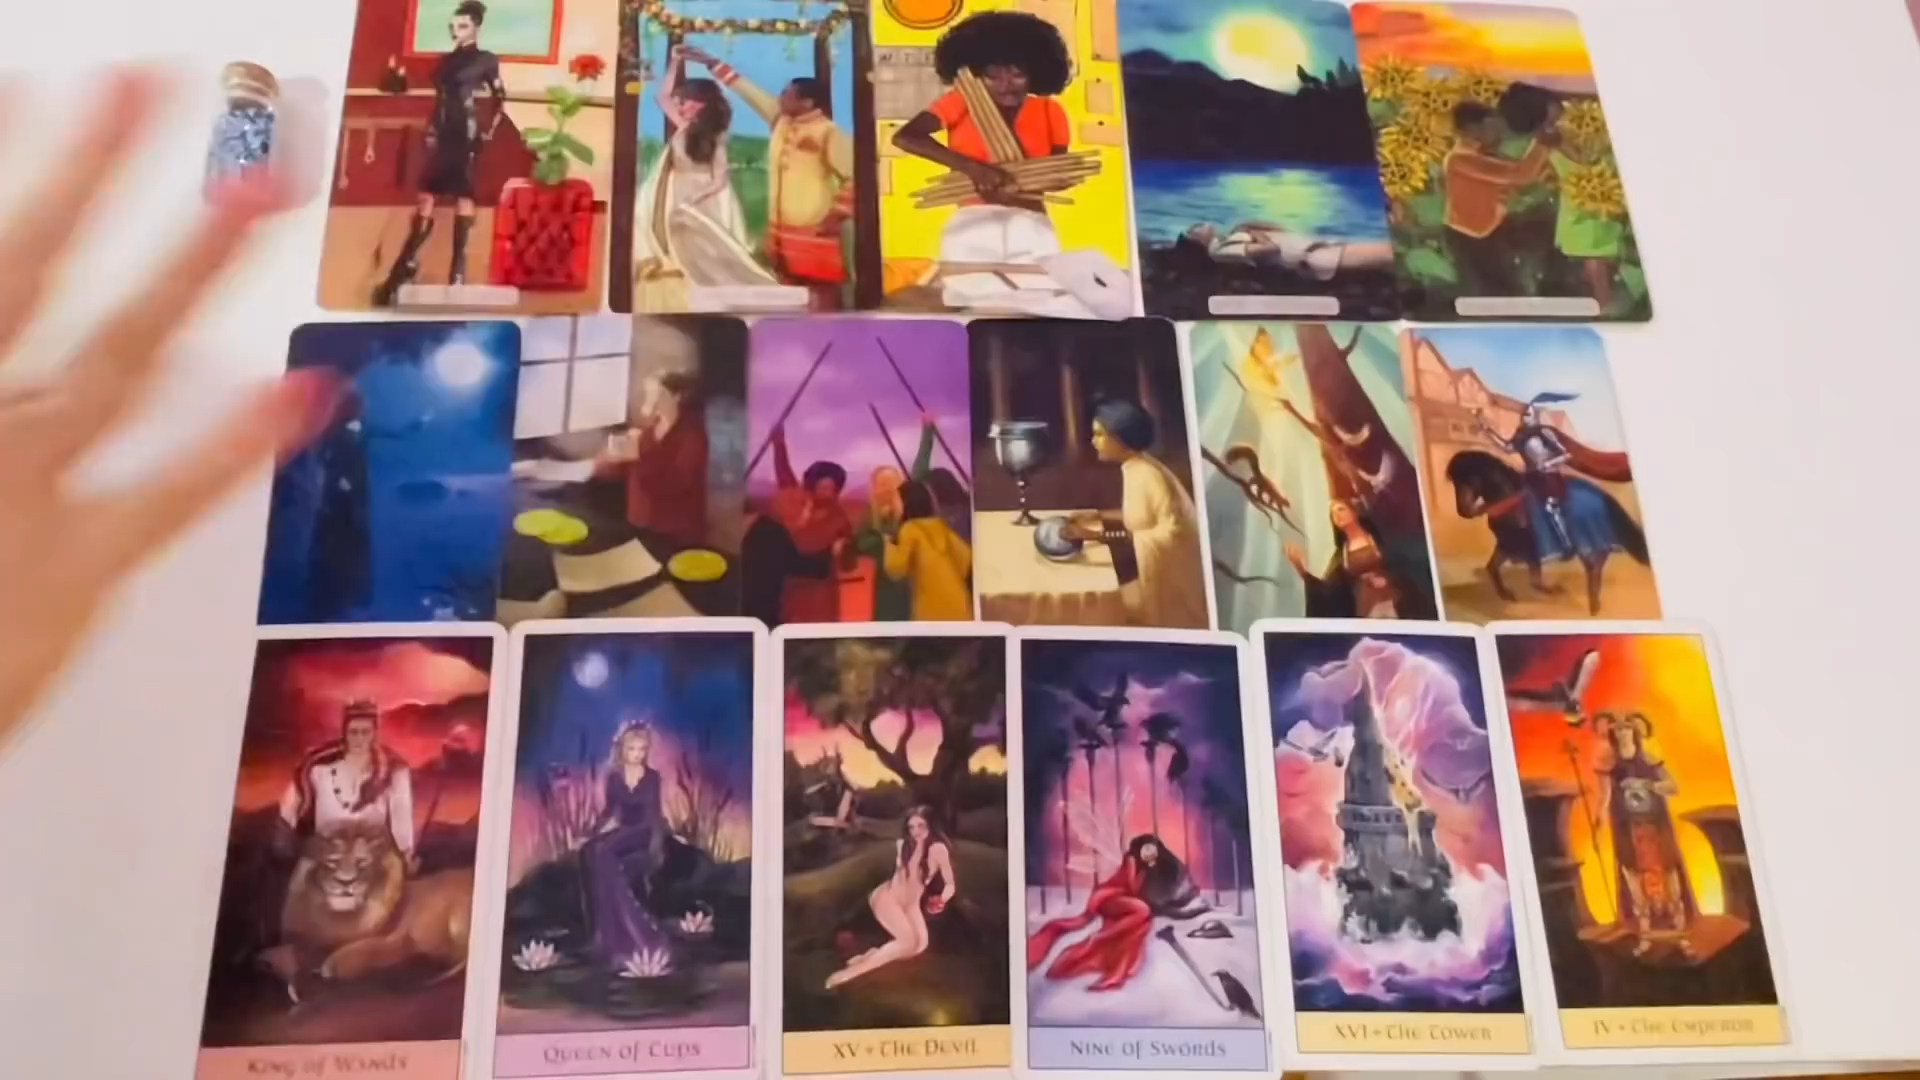 King of Wands
Queen of Cups
XV • The Devil
Nine of Swords
XVI • The Tower
IV • The Emperor